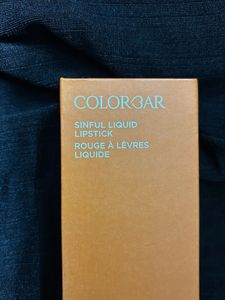 COLORBAR
SINFUL LIQUID
LIPSTICK
ROUGE À LÈVRES
LIQUIDE